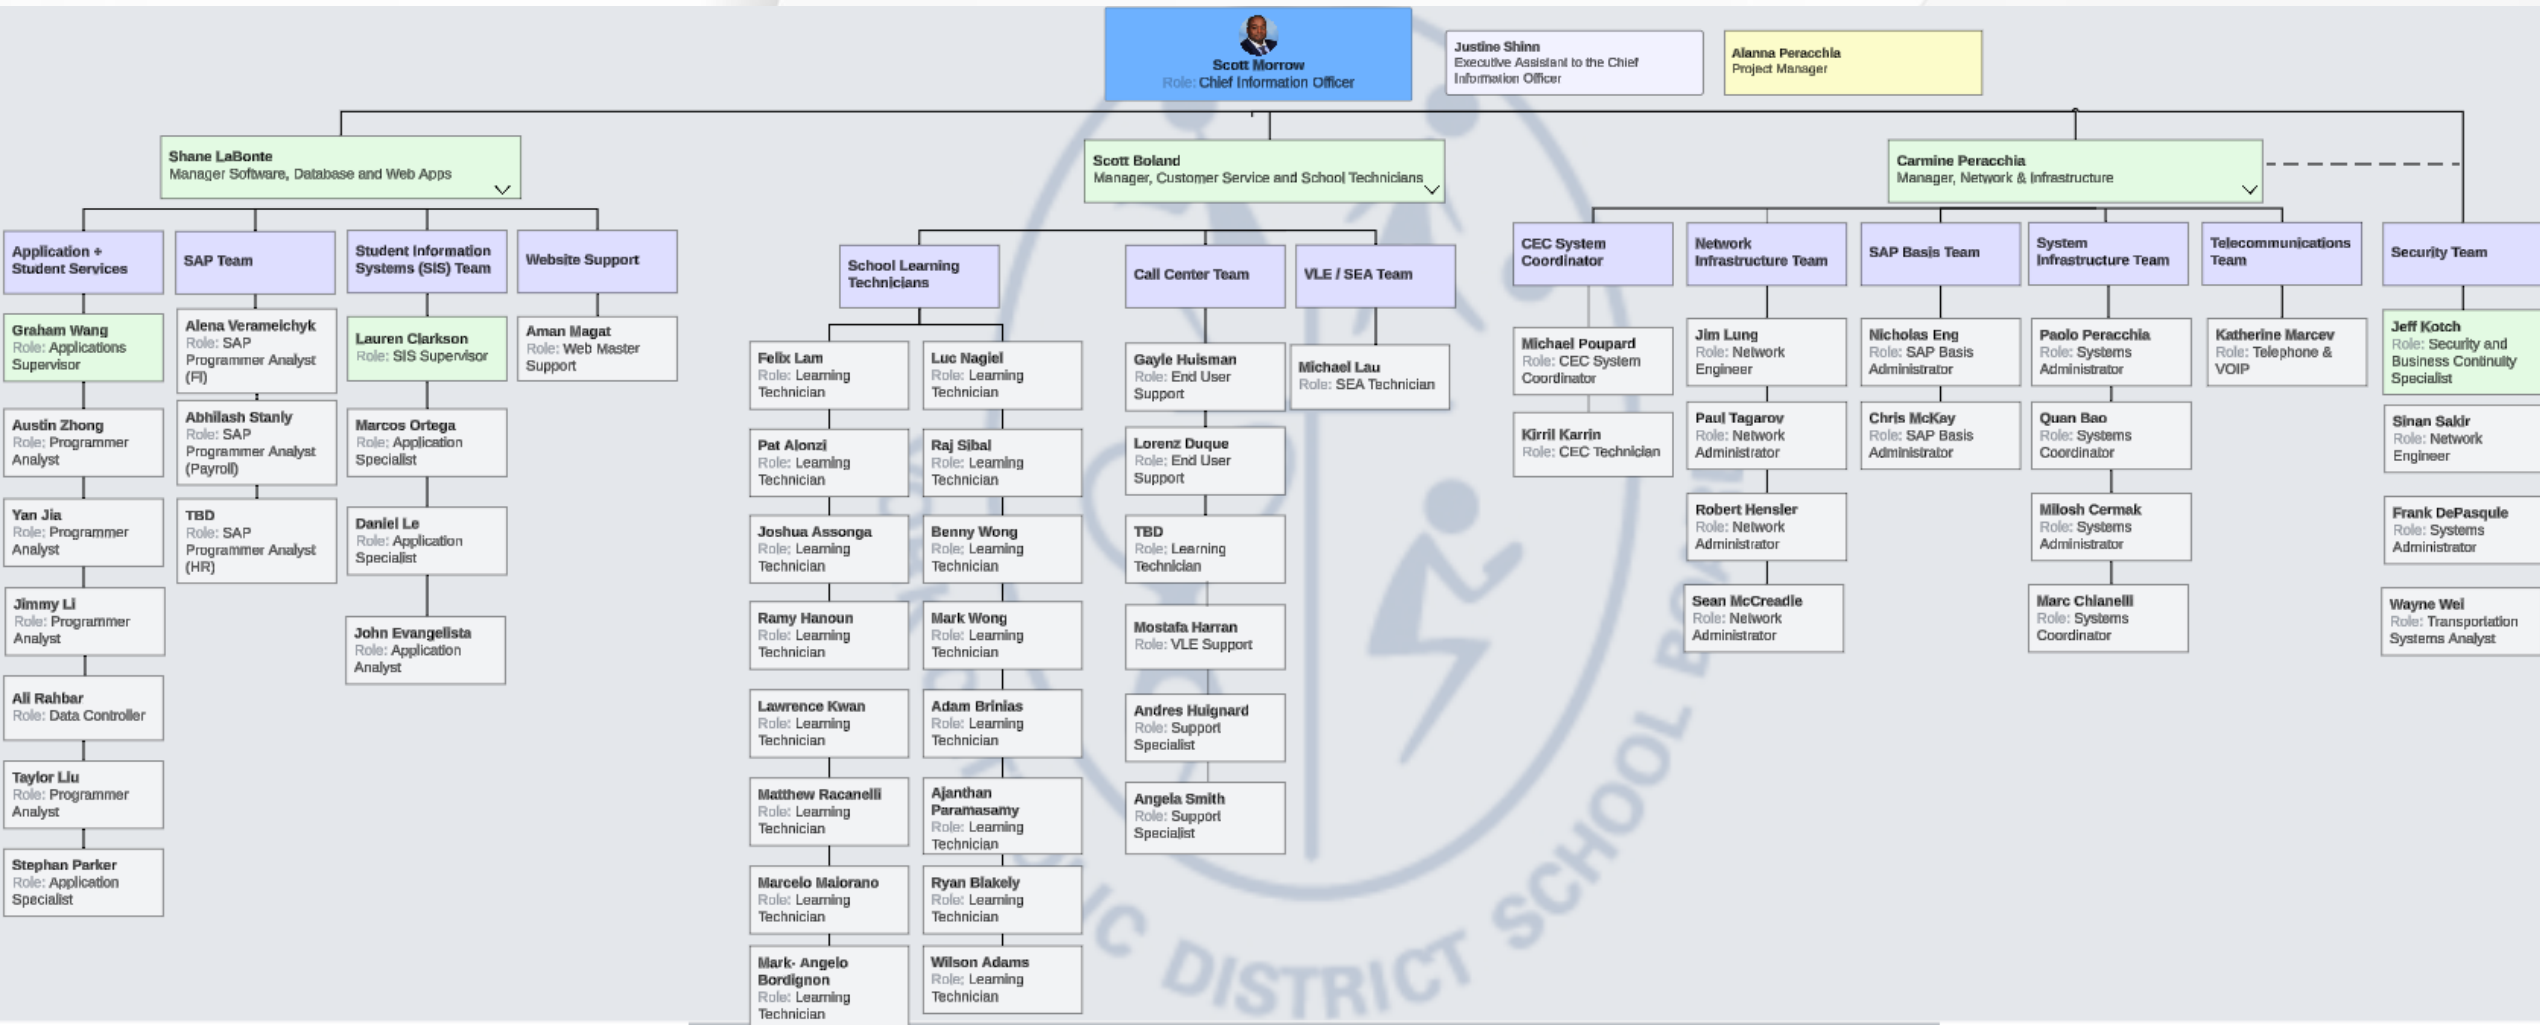 Scott Morrow
Role: Chief Information Officer
Justine Shinn
Executive Assistant to the Chief
Information Officer
Alanna Peracchia
Project Manager
Shane LaBonte
Manager Software, Database and Web Apps
Scott Boland
Manager, Customer Service and School Technicians
Carmine Peracchia
Manager, Network & Infrastructure
Application +
Student Services
Graham Wang
Role: Applications
Supervisor
Austin Zhong
Role: Programmer
Analyst
Yan Jia
Role: Programmer
Analyst
Jimmy Li
Role: Programmer
Analyst
Ali Rahbar
Role: Data Controller
Taylor Liu
Role: Programmer
Analyst
Stephan Parker
Role: Application
Specialist
SAP Team
Alena Verameichyk
Role: SAP
Programmer Analyst
(FI)
Abhilash Stanly
Role: SAP
Programmer Analyst
(Payroll)
TBD
Role: SAP
Programmer Analyst
(HR)
Student Information
Systems (SIS) Team
Lauren Clarkson
Role: SIS Supervisor
Marcos Ortega
Role: Application
Specialist
Daniel Le
Role: Application
Specialist
John Evangelista
Role: Application
Analyst
Website Support
Aman Magat
Role: Web Master
Support
School Learning
Technicians
Felix Lam
Role: Learning
Technician
Pat Alonzi
Role: Learning
Technician
Joshua Assonga
Role: Learning
Technician
Ramy Hanoun
Role: Learning
Technician
Lawrence Kwan
Role: Learning
Technician
Matthew Racanelli
Role: Learning
Technician
Marcelo Maiorano
Role: Learning
Technician
Mark- Angelo
Bordignon
Role: Learning
Technician
Luc Nagiel
Role: Learning
Technician
Raj Sibal
Role: Learning
Technician
Benny Wong
Role: Learning
Technician
Mark Wong
Role: Learning
Technician
Adam Brinias
Role: Learning
Technician
Ajanthan
Paramasamy
Role: Learning
Technician
Ryan Blakely
Role: Learning
Technician
Wilson Adams
Role: Learning
Technician
Call Center Team
Gayle Huisman
Role: End User
Support
Lorenz Duque
Role: End User
Support
TBD
Role: Learning
Technician
Mostafa Harran
Role: VLE Support
Andres Huignard
Role: Support
Specialist
Angela Smith
Role: Support
Specialist
VLE / SEA Team
Michael Lau
Role: SEA Technician
CEC System
Coordinator
Michael Poupard
Role: CEC System
Coordinator
Kirril Karrin
Role: CEC Technician
Network
Infrastructure Team
Jim Lung
Role: Network
Engineer
Paul Tagarov
Role: Network
Administrator
Robert Hensler
Role: Network
Administrator
Sean McCreadie
Role: Network
Administrator
SAP Basis Team
Nicholas Eng
Role: SAP Basis
Administrator
Chris McKay
Role: SAP Basis
Administrator
System
Infrastructure Team
Paolo Peracchia
Role: Systems
Administrator
Quan Bao
Role: Systems
Coordinator
Milosh Cermak
Role: Systems
Administrator
Marc Chianelli
Role: Systems
Coordinator
Telecommunications
Team
Katherine Marcev
Role: Telephone &
VOIP
Security Team
Jeff Kotch
Role: Security and
Business Continuity
Specialist
Sinan Sakir
Role: Network
Engineer
Frank DePasqule
Role: Systems
Administrator
Wayne Wei
Role: Transportation
Systems Analyst
DISTRICT SCHOOL